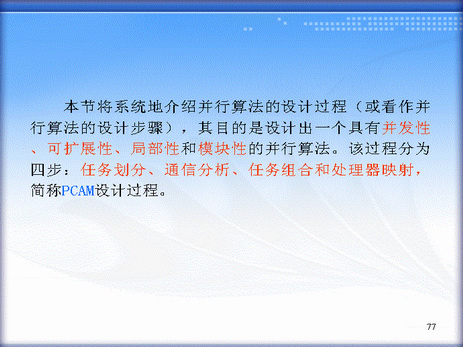 本节将系统地介绍并行算法的设计过程（或看作并
行算法的设计步骤），其目的是设计出一个具有并发性
、可扩展性、局部性和模块性的并行算法。该过程分为
四步：任务划分、通信分析、任务组合和处理器映射，
简称PCAM设计过程。
77